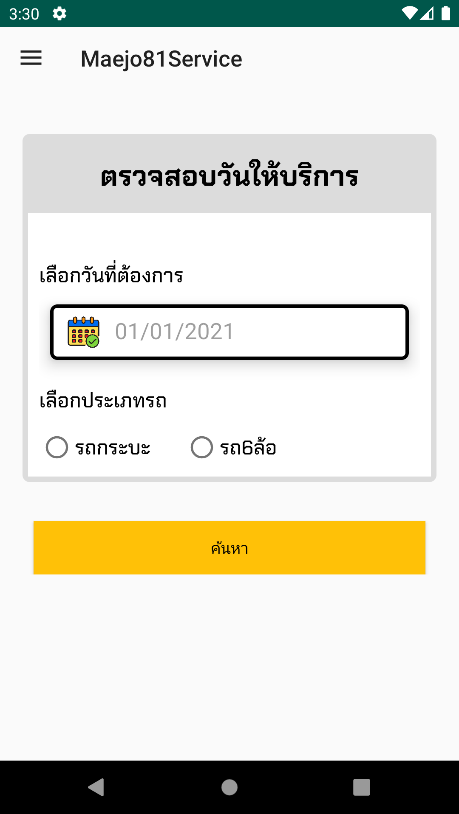 3:30
Maejo81Service
ตรวจสอบวันให้บริการ
เลือกวันที่ต้องการ
01/01/2021
เลือกประเภทรถ
รถกระบะ รถ6ล้อ
ค้นหา